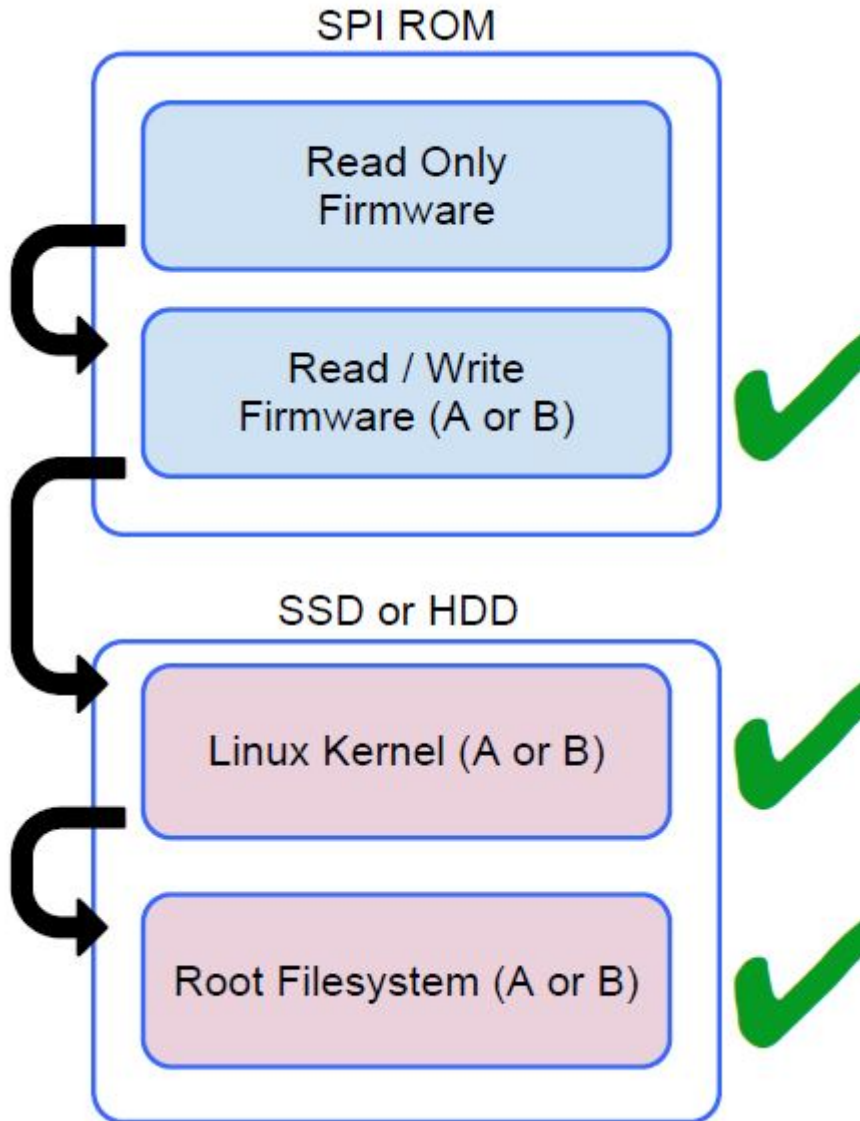 SPI ROM
Read Only
Firmware
Read / Write
Firmware (A or B)
SSD or HDD
Linux Kernel (A or B)
Root Filesystem (A or B)